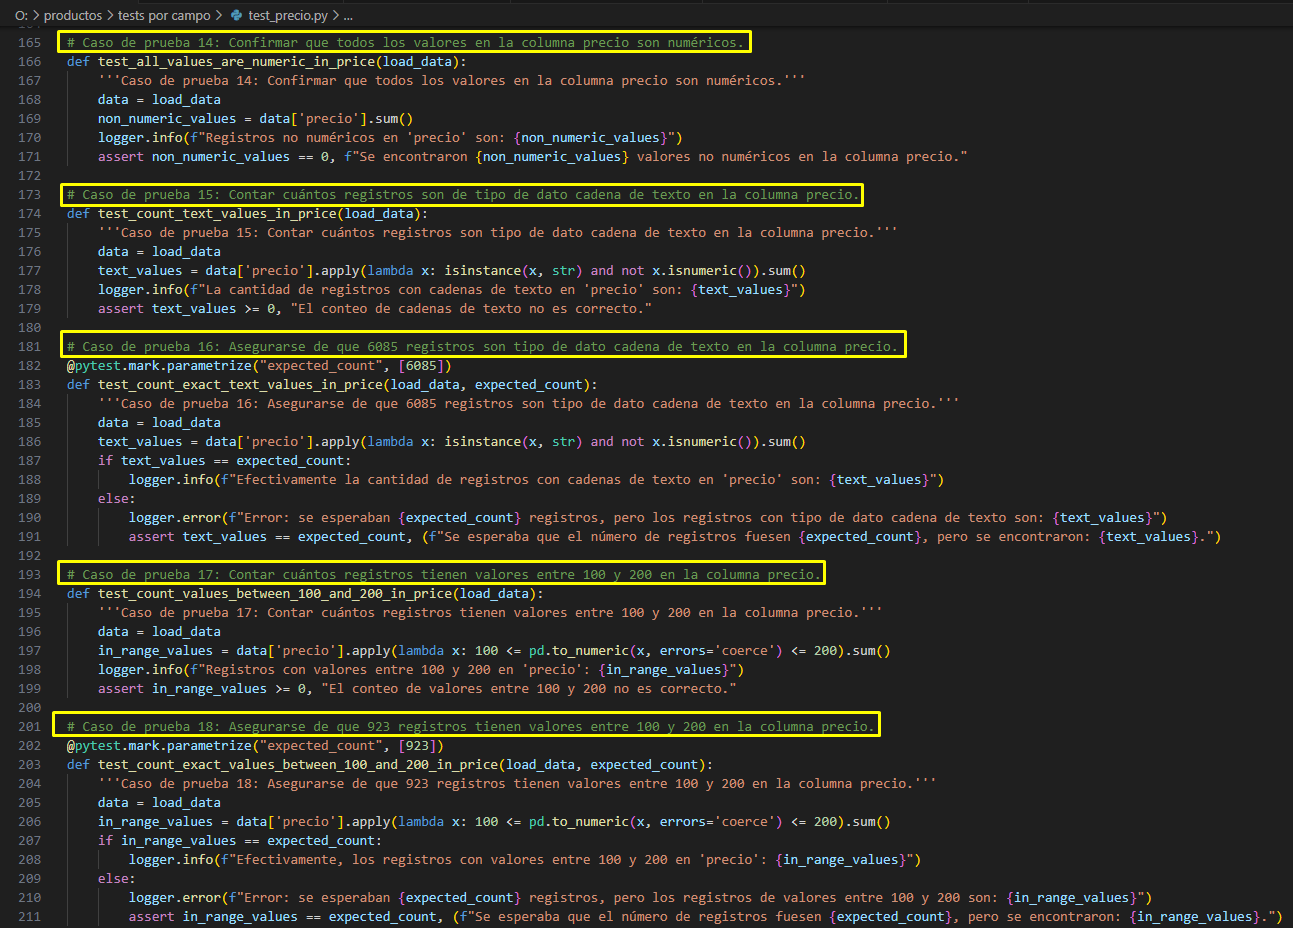 O: > productos > tests por campo > test_precio.py > ...
165 # Caso de prueba 14: Confirmar que todos los valores en la columna precio son numéricos.
166 def test_all_values_are_numeric_in_price(load_data):
167     '''Caso de prueba 14: Confirmar que todos los valores en la columna precio son numéricos.'''
168     data = load_data
169     non_numeric_values = data['precio'].sum()
170     logger.info(f"Registros no numéricos en 'precio' son: {non_numeric_values}")
171     assert non_numeric_values == 0, f"Se encontraron {non_numeric_values} valores no numéricos en la columna precio."
172
173 # Caso de prueba 15: Contar cuántos registros son de tipo de dato cadena de texto en la columna precio.
174 def test_count_text_values_in_price(load_data):
175     '''Caso de prueba 15: Contar cuántos registros son tipo de dato cadena de texto en la columna precio.'''
176     data = load_data
177     text_values = data['precio'].apply(lambda x: isinstance(x, str) and not x.isnumeric()).sum()
178     logger.info(f"La cantidad de registros con cadenas de texto en 'precio' son: {text_values}")
179     assert text_values >= 0, "El conteo de cadenas de texto no es correcto."
180
181 # Caso de prueba 16: Asegurarse de que 6085 registros son tipo de dato cadena de texto en la columna precio.
182 @pytest.mark.parametrize("expected_count", [6085])
183 def test_count_exact_text_values_in_price(load_data, expected_count):
184     '''Caso de prueba 16: Asegurarse de que 6085 registros son tipo de dato cadena de texto en la columna precio.'''
185     data = load_data
186     text_values = data['precio'].apply(lambda x: isinstance(x, str) and not x.isnumeric()).sum()
187     if text_values == expected_count:
188         logger.info(f"Efectivamente la cantidad de registros con cadenas de texto en 'precio' son: {text_values}")
189     else:
190         logger.error(f"Error: se esperaban {expected_count} registros, pero los registros con tipo de dato cadena de texto son: {text_values}")
191         assert text_values == expected_count, (f"Se esperaba que el número de registros fuesen {expected_count}, pero se encontraron: {text_values}.")
192
193 # Caso de prueba 17: Contar cuántos registros tienen valores entre 100 y 200 en la columna precio.
194 def test_count_values_between_100_and_200_in_price(load_data):
195     '''Caso de prueba 17: Contar cuántos registros tienen valores entre 100 y 200 en la columna precio.'''
196     data = load_data
197     in_range_values = data['precio'].apply(lambda x: 100 <= pd.to_numeric(x, errors='coerce') <= 200).sum()
198     logger.info(f"Registros con valores entre 100 y 200 en 'precio': {in_range_values}")
199     assert in_range_values >= 0, "El conteo de valores entre 100 y 200 no es correcto."
200
201 # Caso de prueba 18: Asegurarse de que 923 registros tienen valores entre 100 y 200 en la columna precio.
202 @pytest.mark.parametrize("expected_count", [923])
203 def test_count_exact_values_between_100_and_200_in_price(load_data, expected_count):
204     '''Caso de prueba 18: Asegurarse de que 923 registros tienen valores entre 100 y 200 en la columna precio.'''
205     data = load_data
206     in_range_values = data['precio'].apply(lambda x: 100 <= pd.to_numeric(x, errors='coerce') <= 200).sum()
207     if in_range_values == expected_count:
208         logger.info(f"Efectivamente, los registros con valores entre 100 y 200 en 'precio': {in_range_values}")
209     else:
210         logger.error(f"Error: se esperaban {expected_count} registros, pero los registros de valores entre 100 y 200 son: {in_range_values}")
211         assert in_range_values == expected_count, (f"Se esperaba que el número de registros fuesen {expected_count}, pero se encontraron: {in_range_values}.")